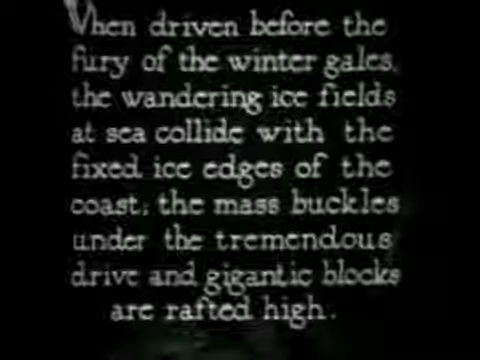 When driven before the
fury of the winter gales,
the wandering ice fields
at sea collide with the
fixed ice edges of the
coast, the mass buckles
under the tremendous
drive and gigantic blocks
are rafted high.